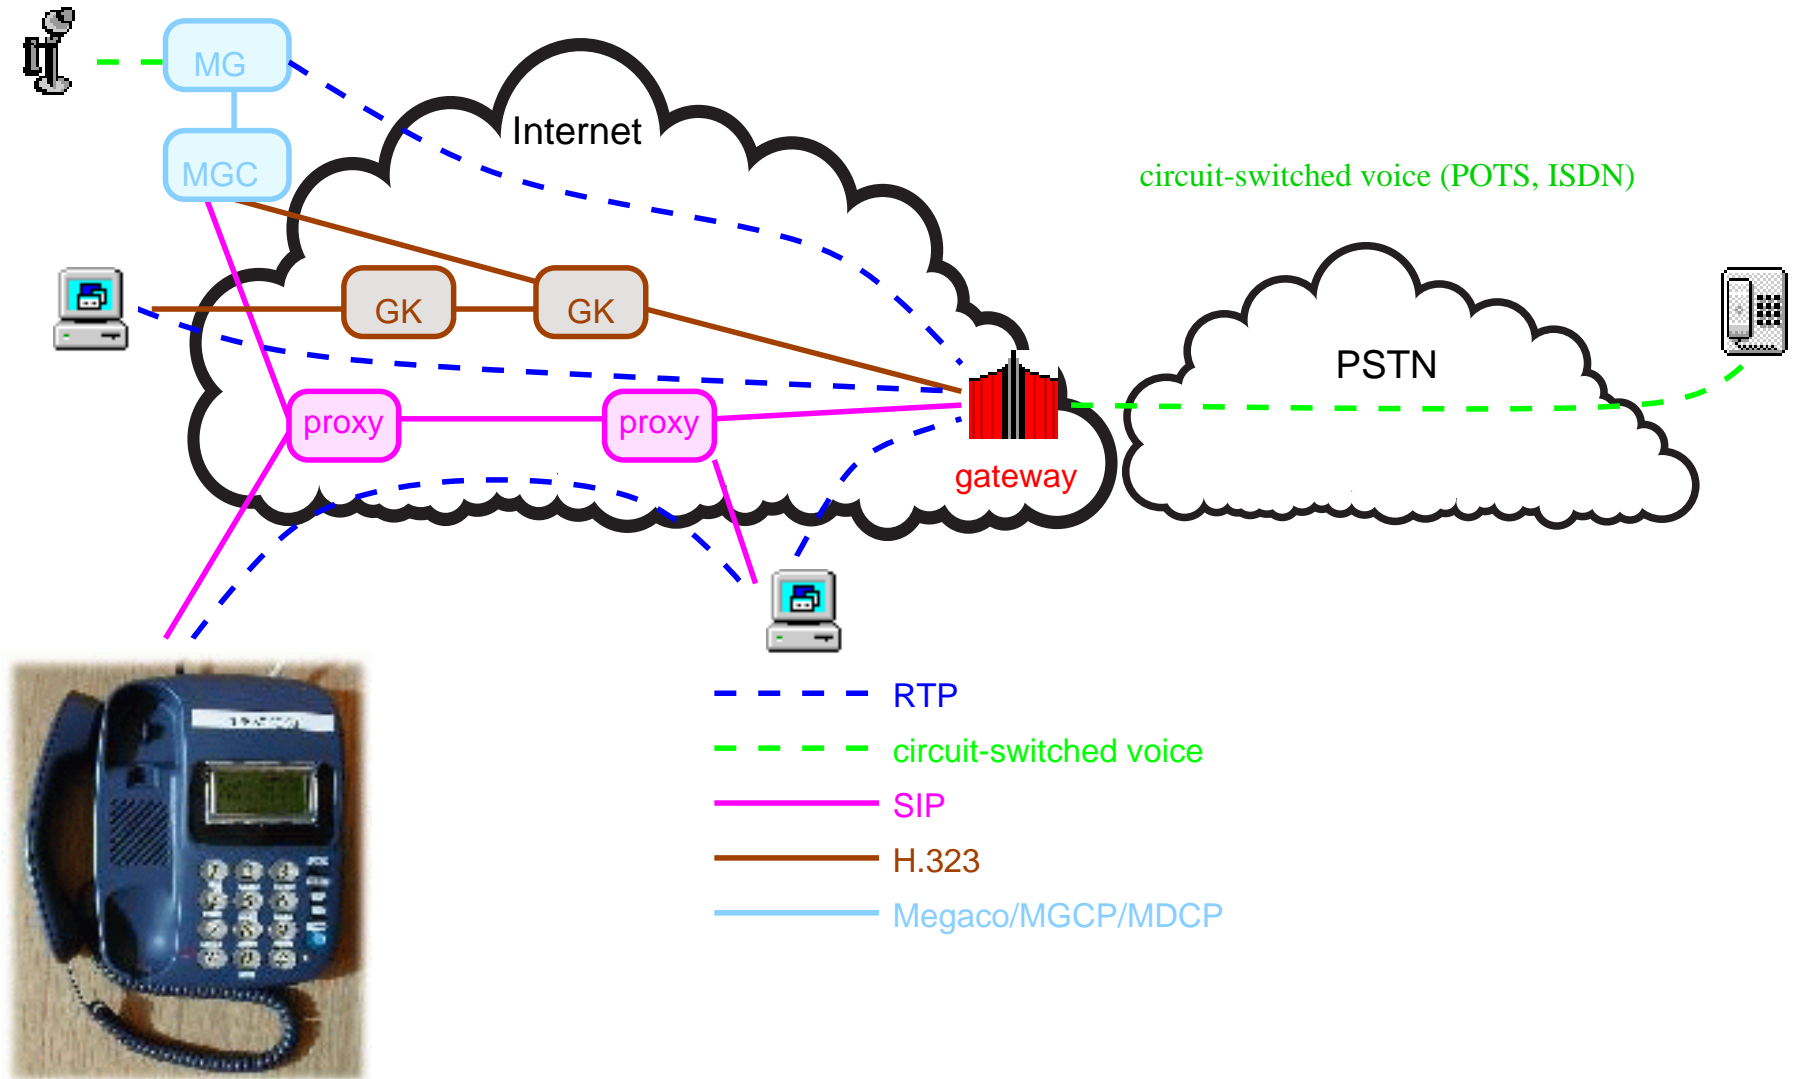 MG
Internet
MGC
circuit-switched voice (POTS, ISDN)
GK
GK
PSTN
proxy
proxy
gateway
RTP
circuit-switched voice
SIP
H.323
Megaco/MGCP/MDCP